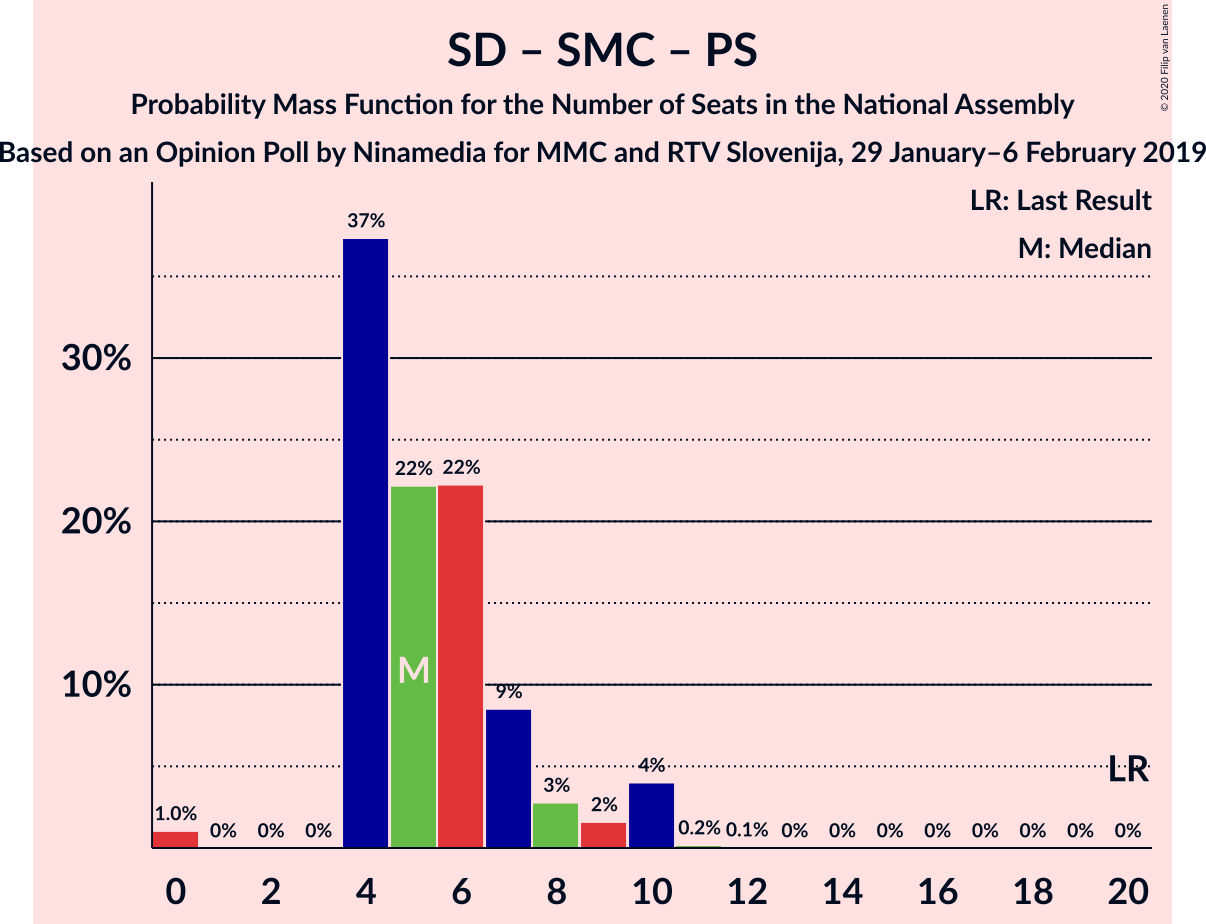 SD – SMC – PS
Probability Mass Function for the Number of Seats in the National Assembly
Based on an Opinion Poll by Ninamedia for MMC and RTV Slovenija, 29 January–6 February 2019
© 2020 Filip van Laenen
LR: Last Result
M: Median
37%
30%
22% 22%
20%
M
10%
9%
LR
4%
3%
2%
1.0% 0% 0% 0% 0.2% 0.1% 0% 0% 0% 0% 0% 0% 0% 0%
0 2 4 6 8 10 12 14 16 18 20